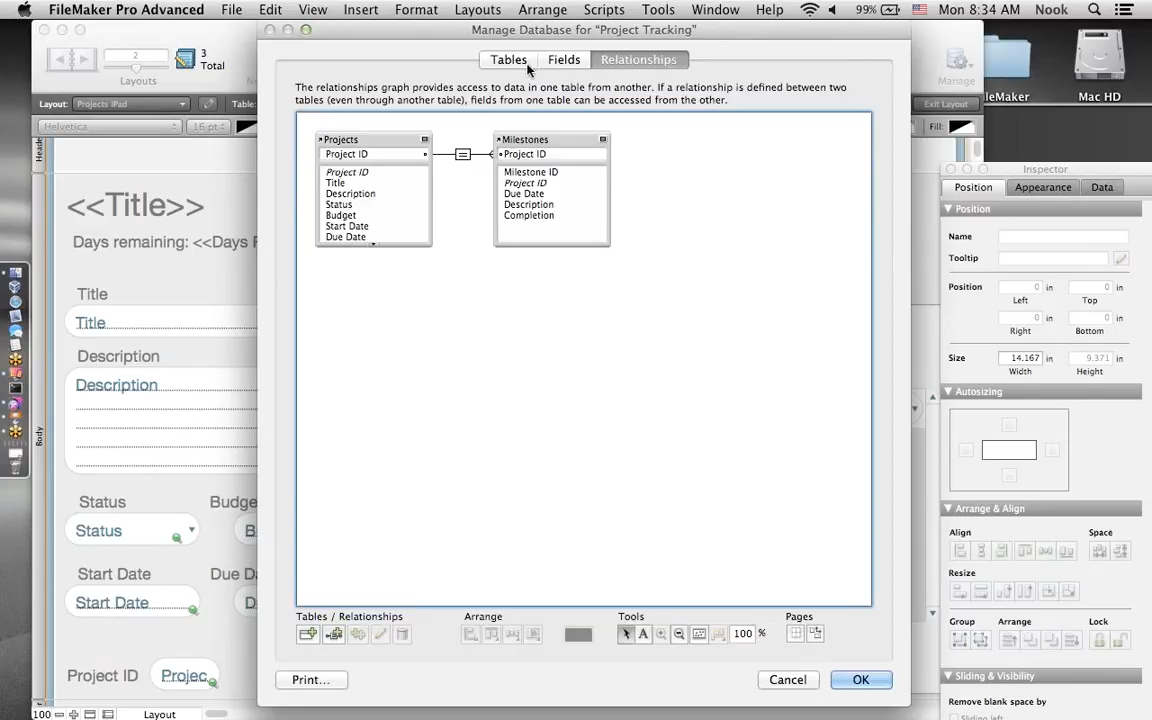 FileMaker Pro Advanced File Edit View Insert Format Layouts Arrange Scripts Tools Window Help 99% Mon 8:34 AM Nook
Manage Database for "Project Tracking"
2
3
Total
Layouts
Manage
Mac HD
Layout: Projects iPad
Table:
Exit Layout
Helvetica 16 pt
Fill:
Tables Fields Relationships
The relationships graph provides access to data in one table from another. If a relationship is defined between two
tables (even through another table), fields from one table can be accessed from the other.
Projects
Project ID
Project ID
Title
Description
Status
Budget
Start Date
Due Date
Milestones
Project ID
Milestone ID
Project ID
Due Date
Description
Completion
Tables / Relationships
Arrange
Tools
Pages
A
100 %
Print...
Cancel
OK
Body
<<Title>>
Days remaining: <<Days
Title
Title
Description
Description
Status
Status
Start Date
Start Date
Project ID
Projec
100
Layout
Inspector
Position Appearance Data
Position
Name
Tooltip
Position
0 in 0 in
Left Top
0 in 0 in
Right Bottom
Size 14.167 in 9.371 in
Width Height
Autosizing
Arrange & Align
Align Space
Resize
Group Arrange Lock
Sliding & Visibility
Remove blank space by
Sliding left